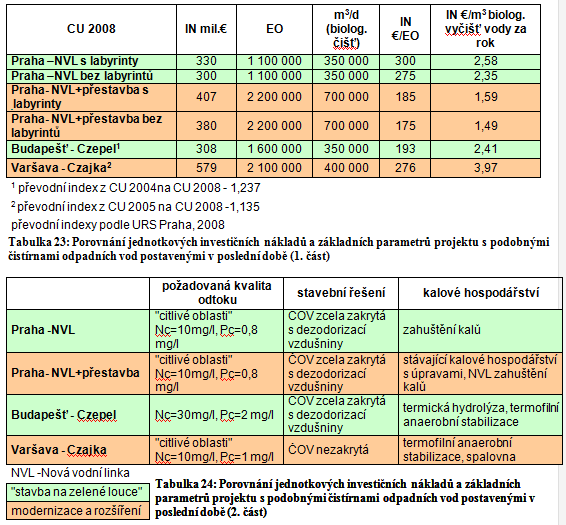 CU 2008 IN mil.€ EO m³/d (biolog. čišť) IN €/EO IN €/m³ biolog. vyčišť vody za rok
Praha –NVL s labyrinty 330 1 100 000 350 000 300 2,58
Praha –NVL bez labyrintů 300 1 100 000 350 000 275 2,35
Praha- NVL+přestavba s labyrinty 407 2 200 000 700 000 185 1,59
Praha- NVL+přestavba bez labyrintů 380 2 200 000 700 000 175 1,49
Budapešť - Czepel¹ 308 1 600 000 350 000 193 2,41
Varšava - Czajka² 579 2 100 000 400 000 276 3,97
¹ převodní index z CU 2004 na CU 2008 - 1,237
² převodní index z CU 2005 na CU 2008 -1,135
převodní indexy podle URS Praha, 2008
Tabulka 23: Porovnání jednotkových investičních nákladů a základních parametrů projektu s podobnými
čistírnami odpadních vod postavenými v poslední době (1. část)
požadovaná kvalita odtoku stavební řešení kalové hospodářství
Praha -NVL "citlivé oblasti" Nc=10mg/l, Pc=0,8 mg/l ČOV zcela zakrytá s dezodorizací vzdušniny zahuštění kalů
Praha- NVL+přestavba "citlivé oblasti" Nc=10mg/l, Pc=0,8 mg/l ČOV zcela zakrytá s dezodorizací vzdušniny stávající kalové hospodářství s úpravami, NVL zahuštění kalů
Budapešť - Czepel Nc=30mg/l, Pc=2 mg/l ČOV zcela zakrytá s dezodorizací vzdušniny termická hydrolýza, termofilní anaerobní stabilizace
Varšava - Czajka "citlivé oblasti" Nc=10mg/l, Pc=1 mg/l ČOV nezakrytá termofilní anaerobní stabilizace, spalovna
NVL -Nová vodní linka
"stavba na zelené louce"
modernizace a rozšíření
Tabulka 24: Porovnání jednotkových investičních nákladů a základních
parametrů projektu s podobnými čistírnami odpadních vod postavenými v
poslední době (2. část)